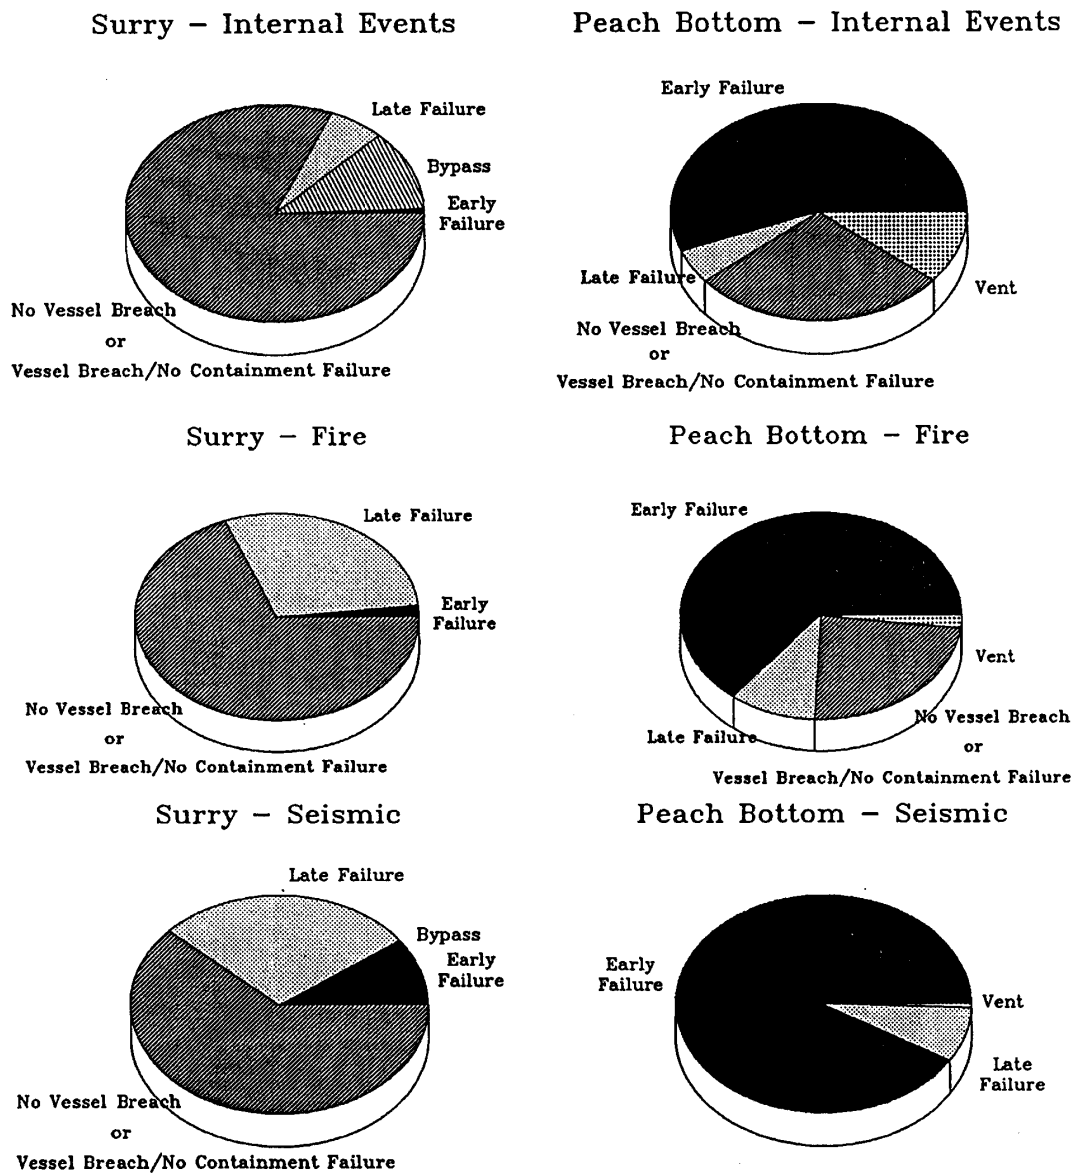 Surry – Internal Events
Late Failure
Bypass
Early
Failure
No Vessel Breach
or
Vessel Breach/No Containment Failure
Peach Bottom – Internal Events
Early Failure
Late Failure
Vent
No Vessel Breach
or
Vessel Breach/No Containment Failure
Surry – Fire
Late Failure
Early
Failure
No Vessel Breach
or
Vessel Breach/No Containment Failure
Peach Bottom – Fire
Early Failure
Vent
Late Failure
No Vessel Breach
or
Vessel Breach/No Containment Failure
Surry – Seismic
Late Failure
Bypass
Early
Failure
No Vessel Breach
or
Vessel Breach/No Containment Failure
Peach Bottom – Seismic
Early
Failure
Vent
Late
Failure